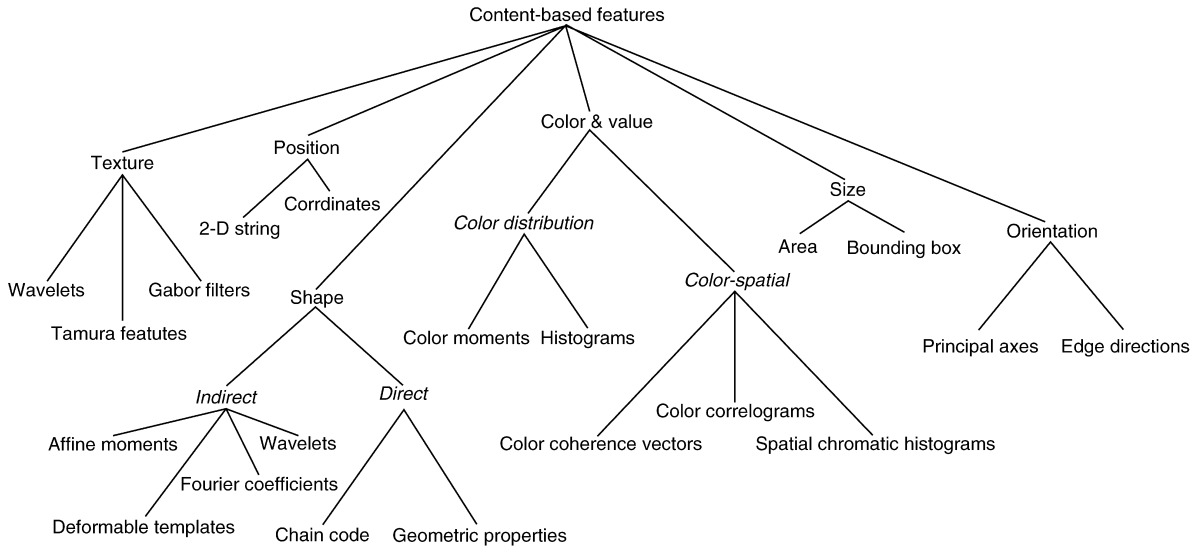 Content-based features
Color & value
Position
Texture
Size
Corrdinates
2-D string
Color distribution
Orientation
Area
Bounding box
Color-spatial
Wavelets
Gabor filters
Shape
Tamura featutes
Color moments
Histograms
Principal axes
Edge directions
Indirect
Direct
Color correlograms
Affine moments
Wavelets
Color coherence vectors
Spatial chromatic histograms
Fourier coefficients
Deformable templates
Chain code
Geometric properties